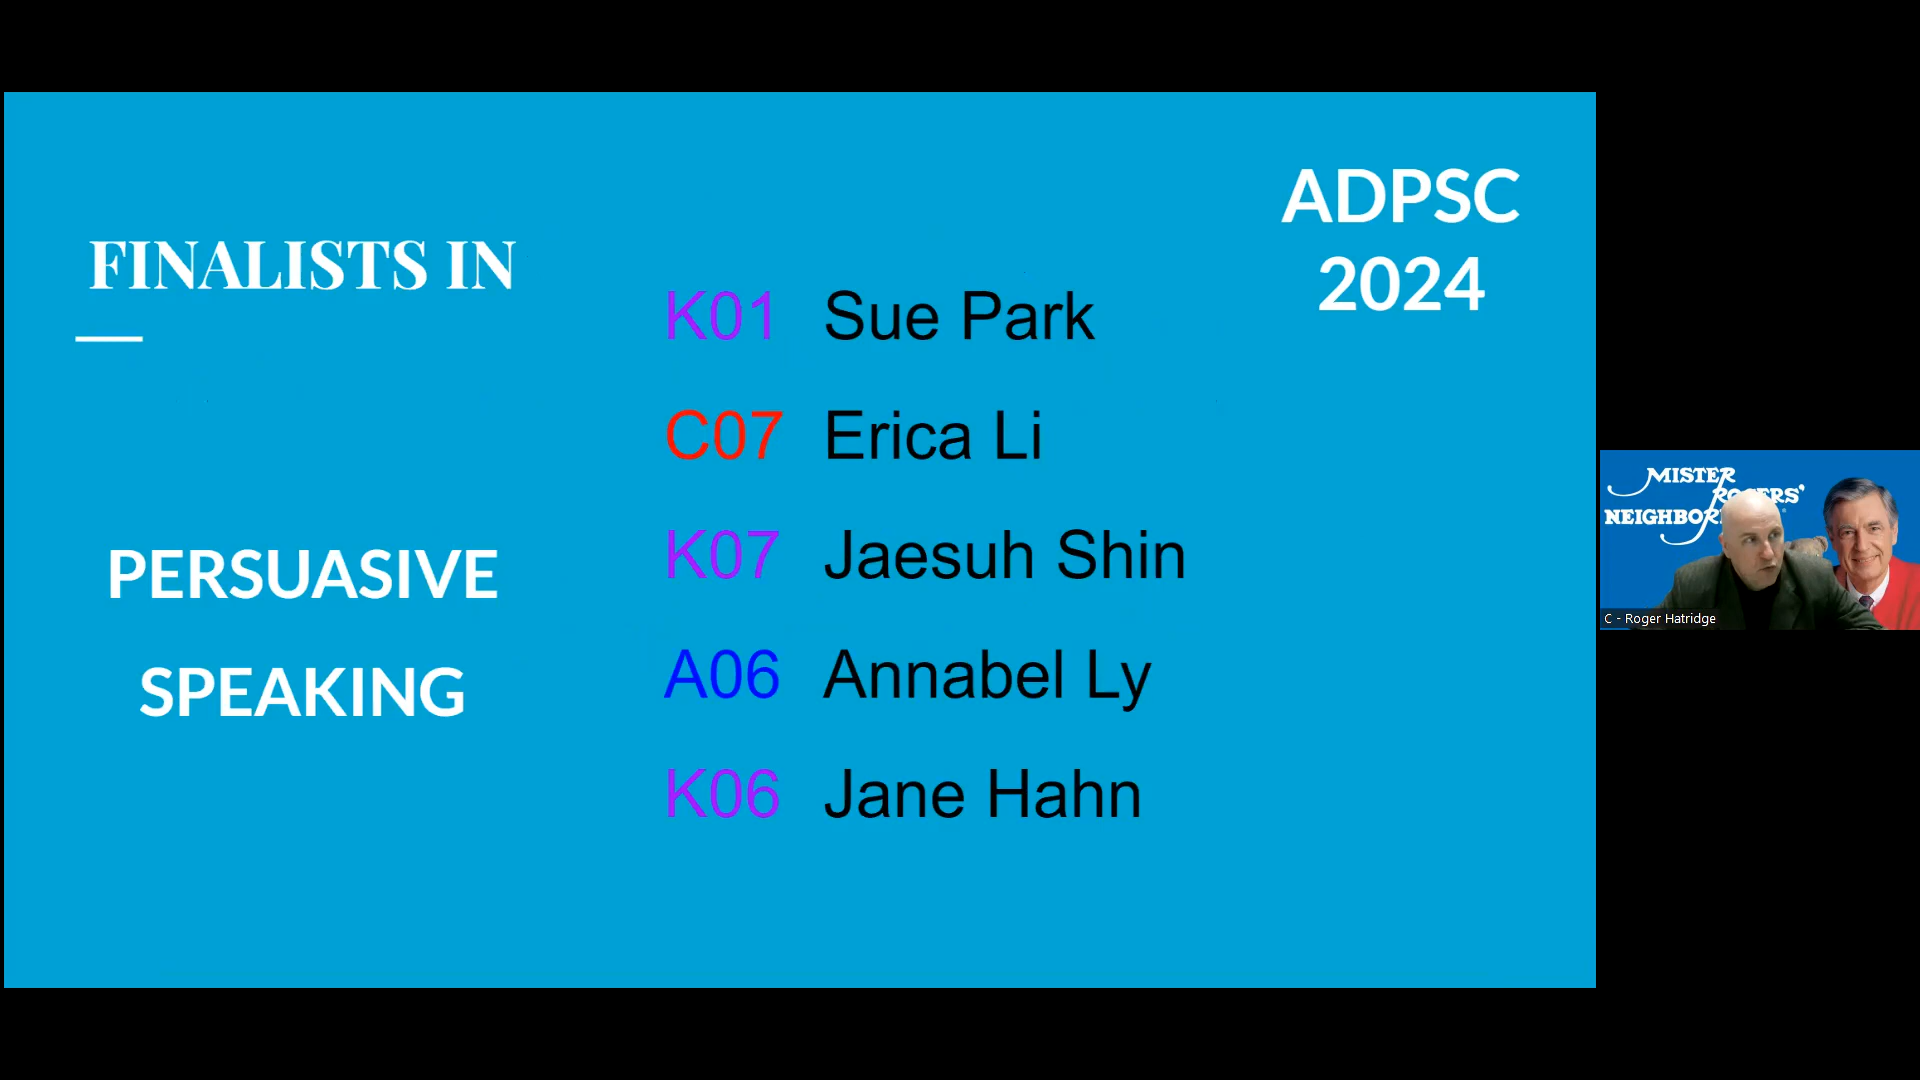 FINALISTS IN
PERSUASIVE
SPEAKING
K01 Sue Park
C07 Erica Li
K07 Jaesuh Shin
A06 Annabel Ly
K06 Jane Hahn
ADPSC
2024
MISTER
ROGERS'
C - Roger Hatridge